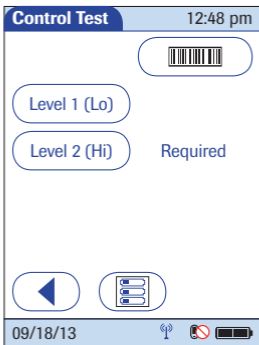 Control Test 12:48 pm
Level 1 (Lo)
Level 2 (Hi) Required
09/18/13